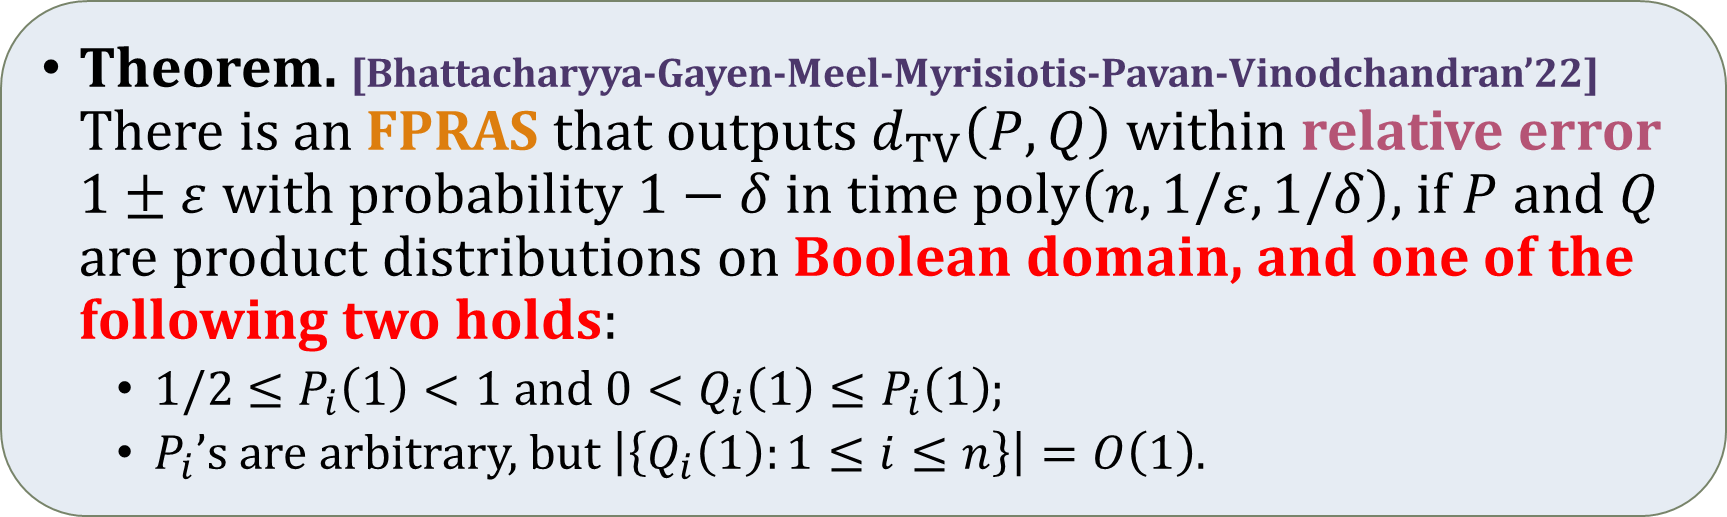 • Theorem. [Bhattacharyya-Gayen-Meel-Myrisiotis-Pavan-Vinodchandran’22]
There is an FPRAS that outputs d_TV(P, Q) within relative error
1 ± ε with probability 1 − δ in time poly(n, 1/ε, 1/δ), if P and Q
are product distributions on Boolean domain, and one of the
following two holds:
• 1/2 ≤ P_i(1) < 1 and 0 < Q_i(1) ≤ P_i(1);
• P_i’s are arbitrary, but |{Q_i(1): 1 ≤ i ≤ n}| = O(1).